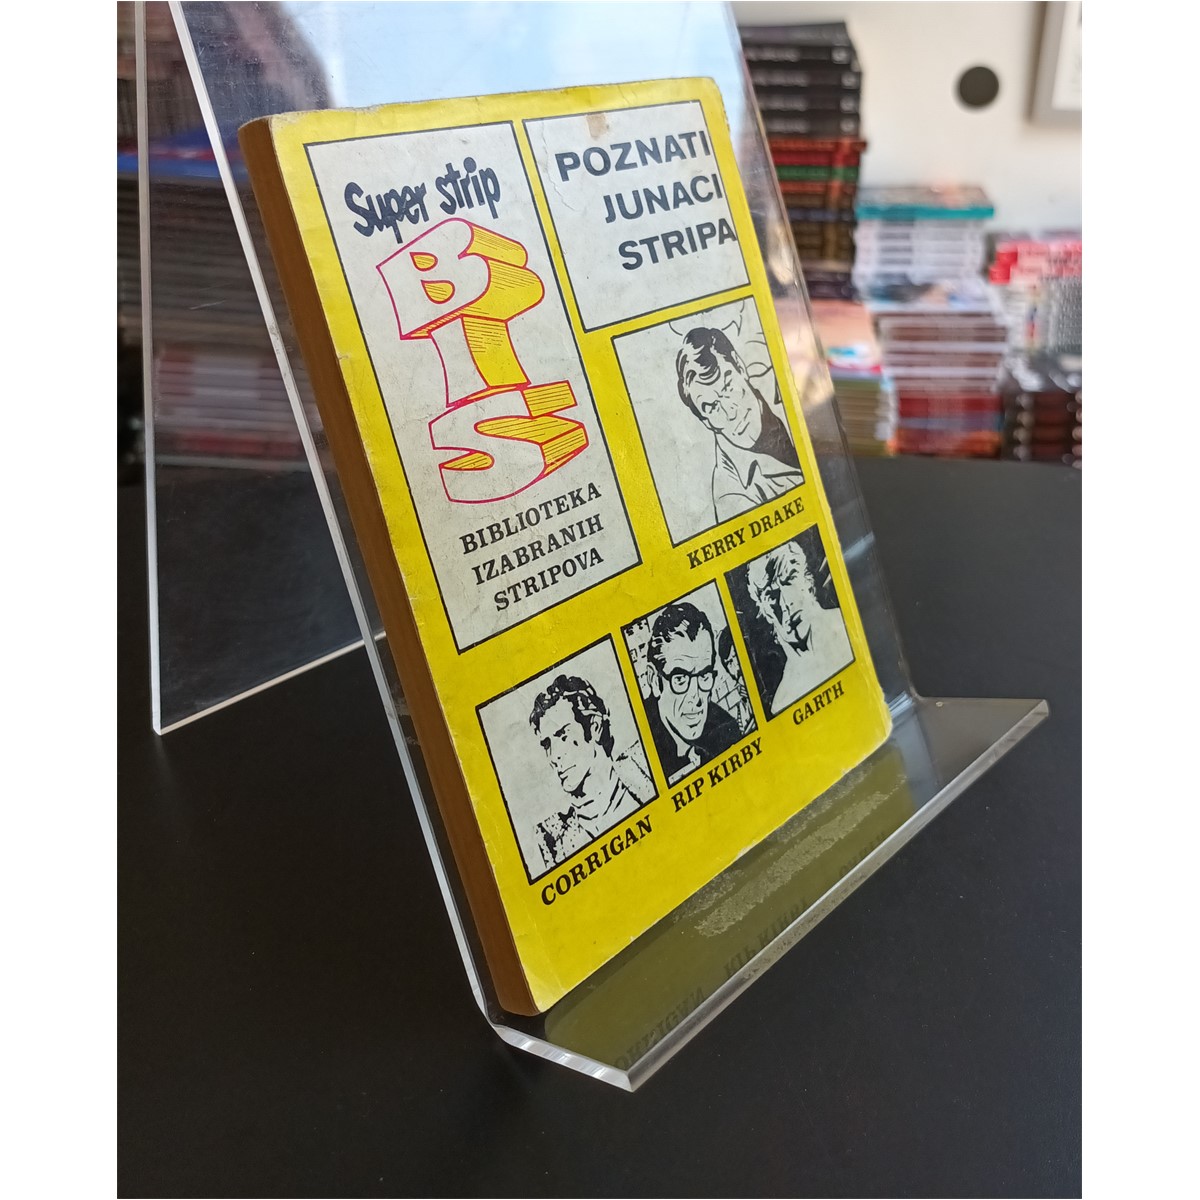 Super strip
BIS
BIBLIOTEKA
IZABRANIH
STRIPOVA
POZNATI
JUNACI
STRIPA
KERRY DRAKE
CORRIGAN
RIP KIRBY
GARTH